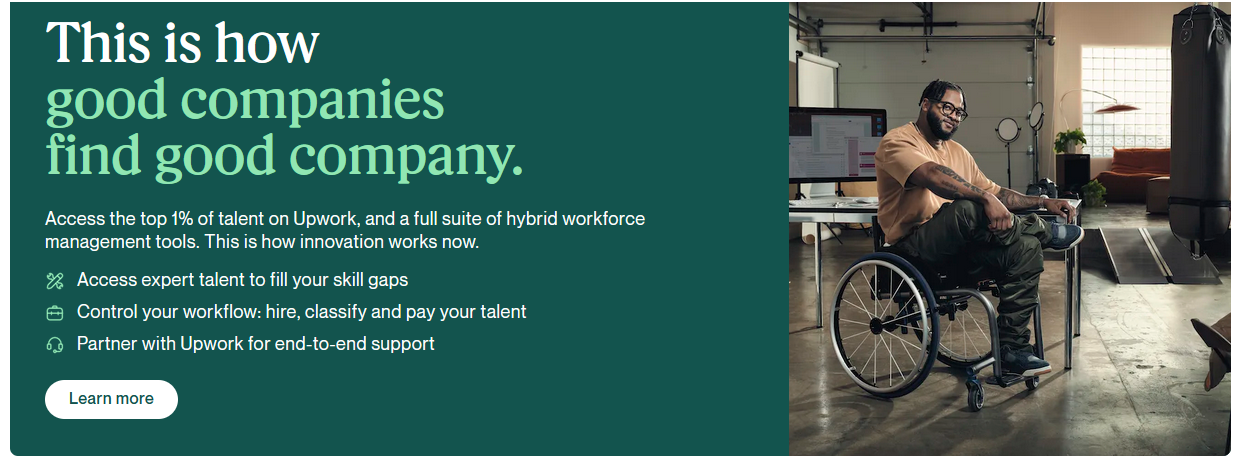 This is how
good companies
find good company.
Access the top 1% of talent on Upwork, and a full suite of hybrid workforce
management tools. This is how innovation works now.
Access expert talent to fill your skill gaps
Control your workflow: hire, classify and pay your talent
Partner with Upwork for end-to-end support
Learn more